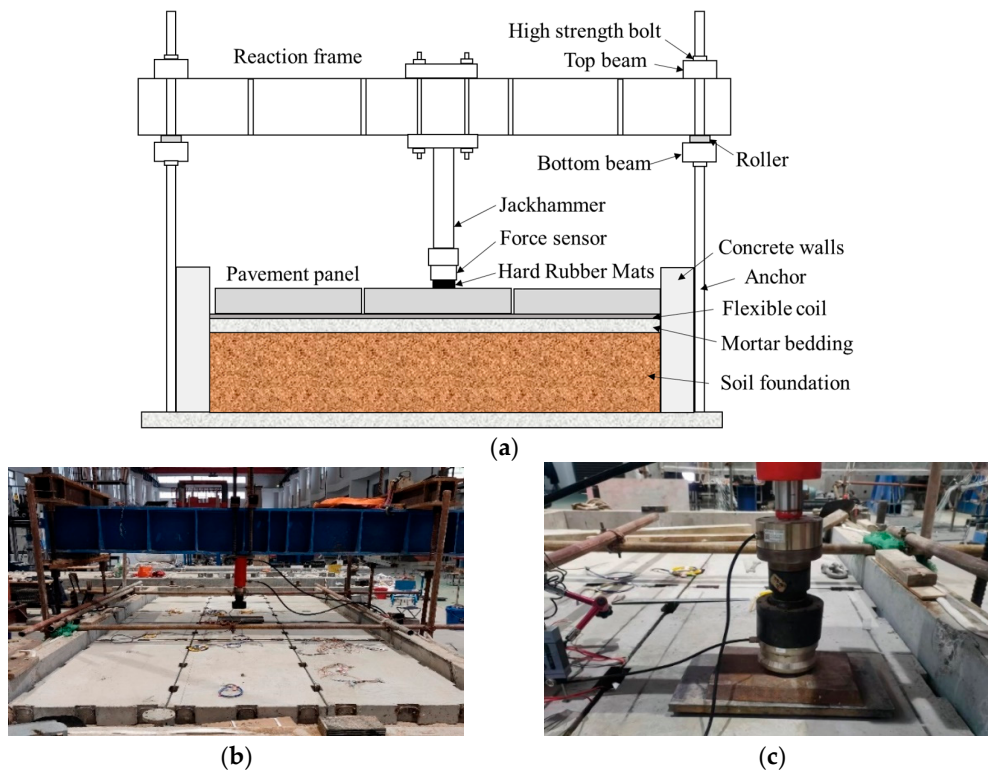 High strength bolt
Reaction frame
Top beam
Bottom beam
Roller
Jackhammer
Force sensor
Concrete walls
Pavement panel
Hard Rubber Mats
Anchor
Flexible coil
Mortar bedding
Soil foundation
(a)
(b)
(c)